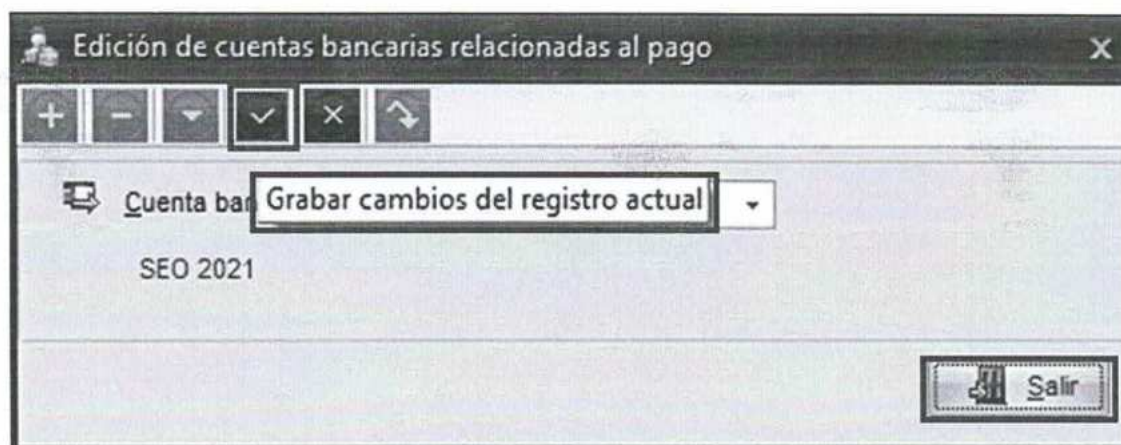 Edición de cuentas bancarias relacionadas al pago
Cuenta ban Grabar cambios del registro actual
SEO 2021
Salir